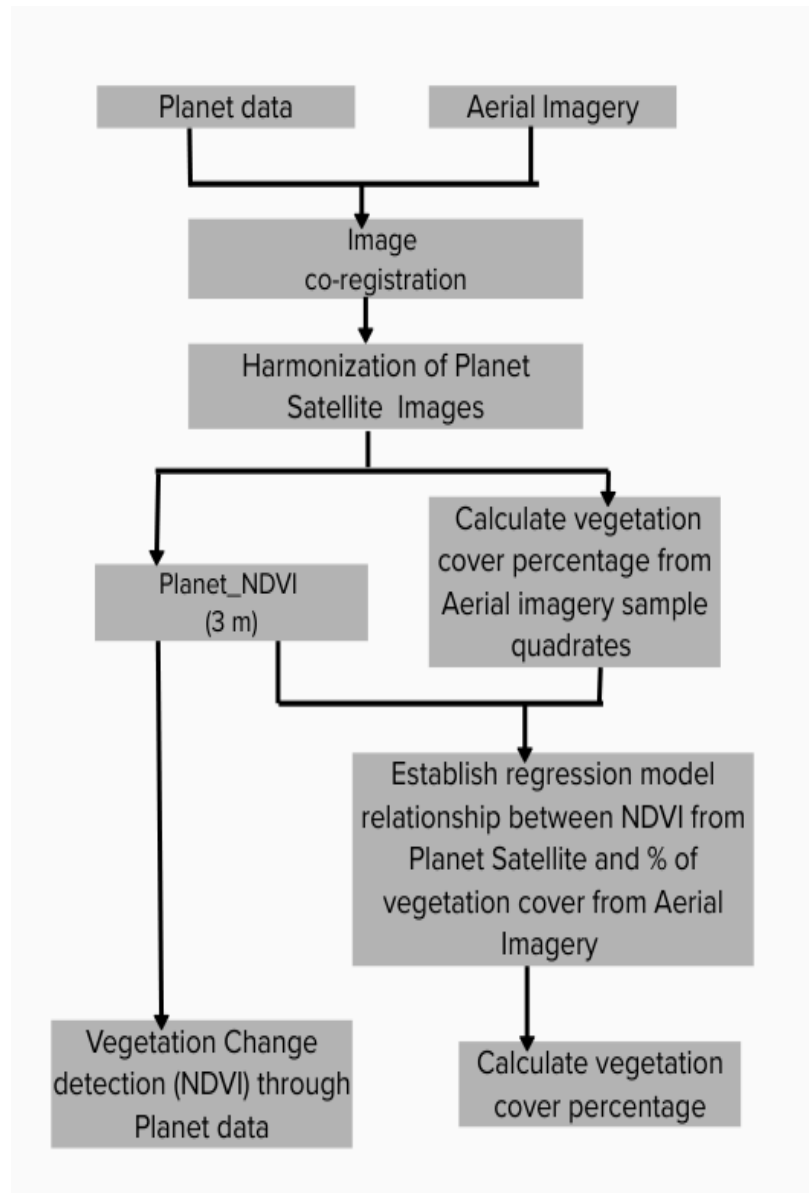 Planet data
Aerial Imagery
Image
co-registration
Harmonization of Planet
Satellite Images
Calculate vegetation
cover percentage from
Aerial imagery sample
quadrates
Planet_NDVI
(3 m)
Establish regression model
relationship between NDVI from
Planet Satellite and % of
vegetation cover from Aerial
Imagery
Vegetation Change
detection (NDVI) through
Planet data
Calculate vegetation
cover percentage